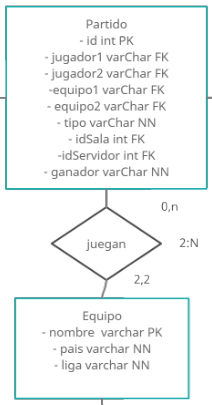 Partido
- id int PK
- jugador1 varChar FK
- jugador2 varChar FK
-equipo1 varChar FK
- equipo2 varChar FK
- tipo varChar NN
- idSala int FK
-idServidor int FK
- ganador varChar NN
0,n
juegan
2:N
2,2
Equipo
- nombre  varchar PK
- pais varchar NN
- liga varchar NN